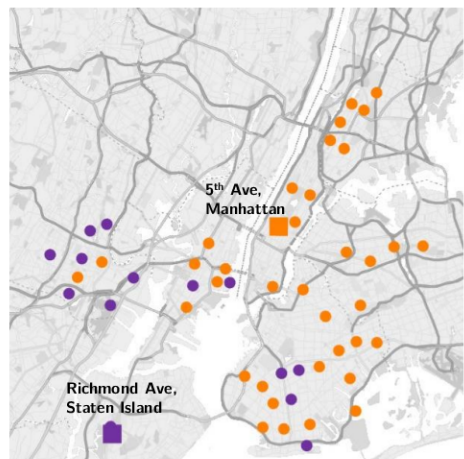 5th Ave,
Manhattan
Richmond Ave,
Staten Island